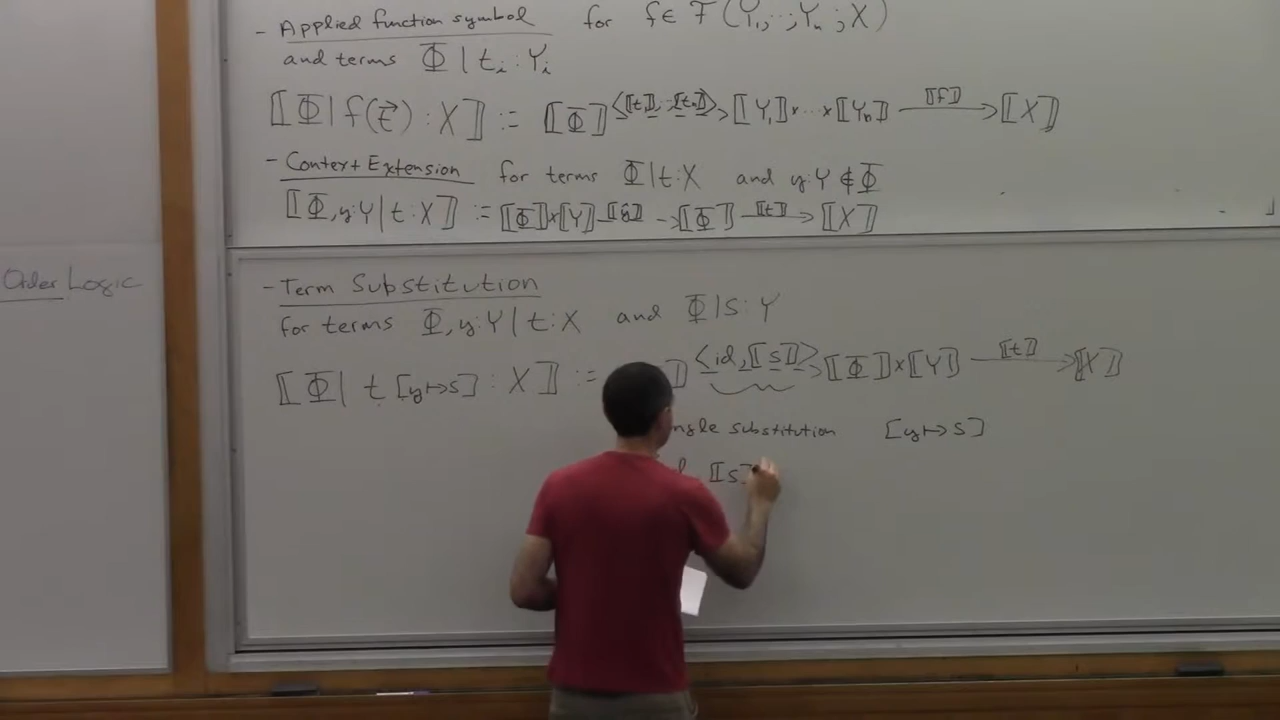 - Applied function symbol for f ∈ F(Y₁, …, Yₙ ; X)
and terms Φ | tᵢ : Yᵢ
⟦Φ | f(t⃗) : X⟧ := ⟦Φ⟧ <⟦t₁⟧, …, ⟦tₙ⟧> → ⟦Y₁⟧ × … × ⟦Yₙ⟧ —⟦f⟧→ ⟦X⟧
- Context Extension for terms Φ | t : X and y : Y ∉ Φ
⟦Φ, y : Y | t : X⟧ := ⟦Φ⟧ × ⟦Y⟧ —⟦ŷ⟧→ ⟦Φ⟧ —⟦t⟧→ ⟦X⟧
Order Logic
- Term Substitution
for terms Φ, y : Y | t : X and Φ | s : Y
⟦Φ | t [y ↦ s] : X⟧ := ⟧ <id, ⟦s⟧> → ⟦Φ⟧ × ⟦Y⟧ —⟦t⟧→ ⟦X⟧
substitution [y ↦ s]
⟦s⟧